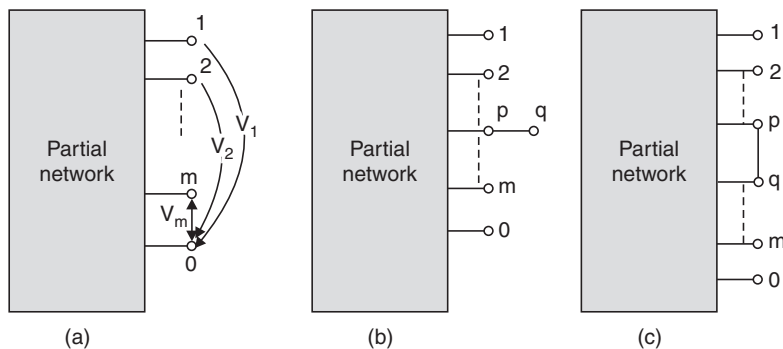 1
2
Partial
network
m
0
V1
V2
Vm
(a)
1
2
p q
Partial
network
m
0
(b)
1
2
p
Partial
network
q
m
0
(c)